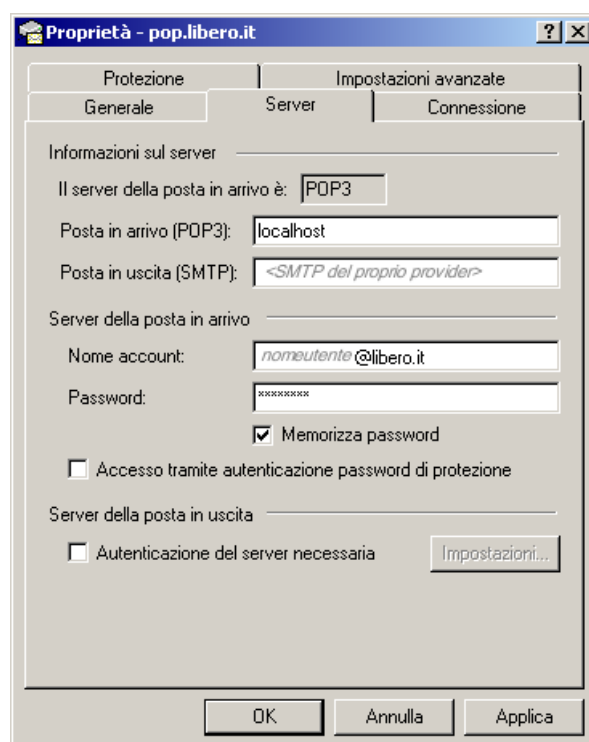 Proprietà - pop.libero.it
Protezione Impostazioni avanzate
Generale Server Connessione
Informazioni sul server
Il server della posta in arrivo è: POP3
Posta in arrivo (POP3): localhost
Posta in uscita (SMTP): <SMTP del proprio provider>
Server della posta in arrivo
Nome account: nomeutente@libero.it
Password: ********
Memorizza password
Accesso tramite autenticazione password di protezione
Server della posta in uscita
Autenticazione del server necessaria Impostazioni...
OK Annulla Applica